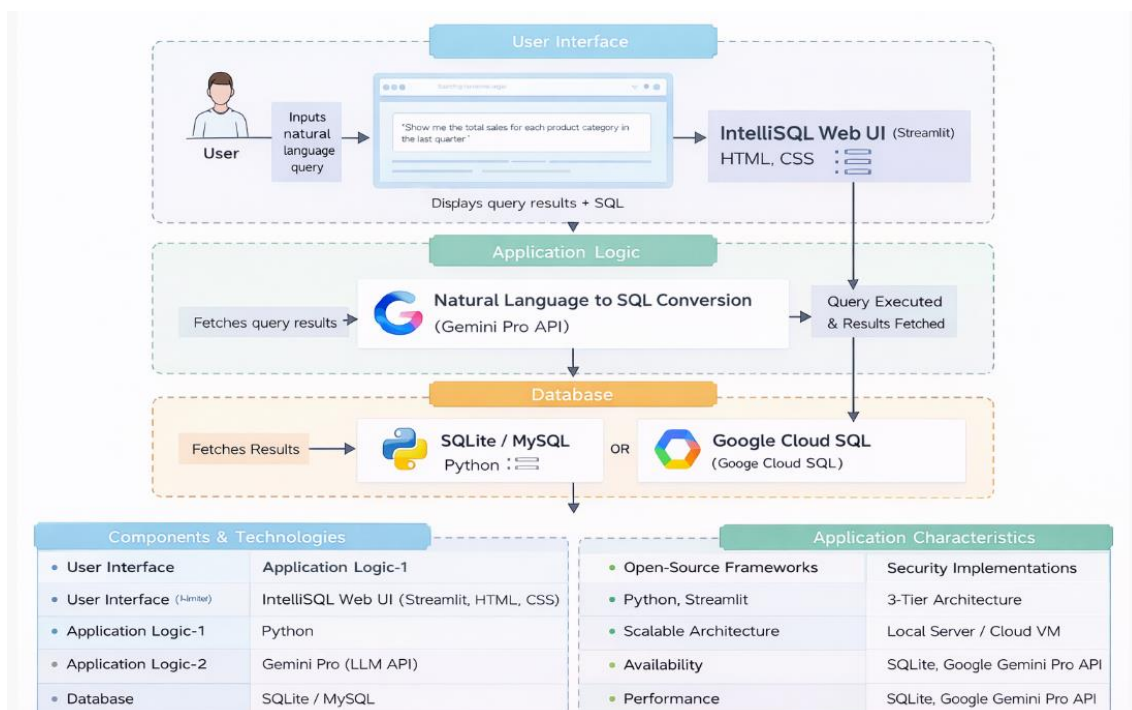 User Interface
User
Inputs
natural
language
query
"Show me the total sales for each product category in
the last quarter"
Displays query results + SQL
IntelliSQL Web UI (Streamlit)
HTML, CSS
Application Logic
Fetches query results
Natural Language to SQL Conversion
(Gemini Pro API)
Query Executed
& Results Fetched
Database
Fetches Results
SQLite / MySQL
Python
OR
Google Cloud SQL
(Googe Cloud SQL)
Components & Technologies
• User Interface Application Logic-1
• User Interface IntelliSQL Web UI (Streamlit, HTML, CSS)
• Application Logic-1 Python
• Application Logic-2 Gemini Pro (LLM API)
• Database SQLite / MySQL
Application Characteristics
• Open-Source Frameworks Security Implementations
• Python, Streamlit 3-Tier Architecture
• Scalable Architecture Local Server / Cloud VM
• Availability SQLite, Google Gemini Pro API
• Performance SQLite, Google Gemini Pro API